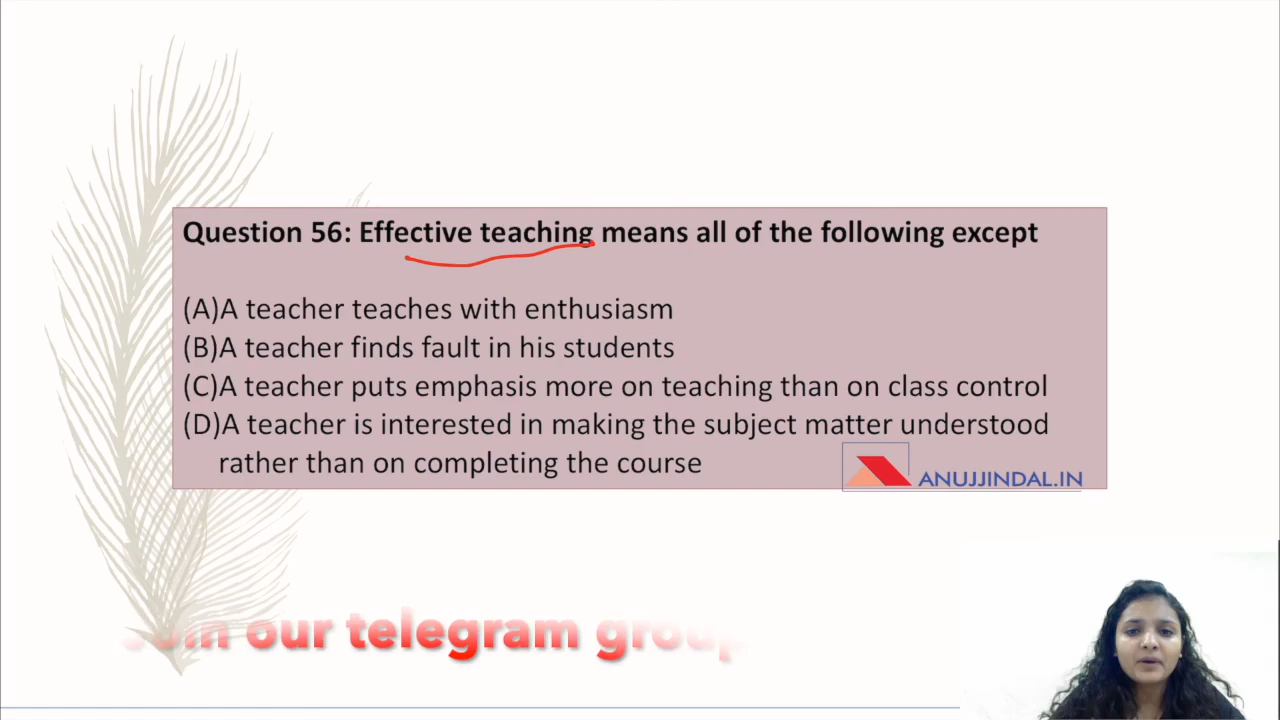 Question 56: Effective teaching means all of the following except
(A)A teacher teaches with enthusiasm
(B)A teacher finds fault in his students
(C)A teacher puts emphasis more on teaching than on class control
(D)A teacher is interested in making the subject matter understood
rather than on completing the course
ANUJJINDAL.IN
Join our telegram group